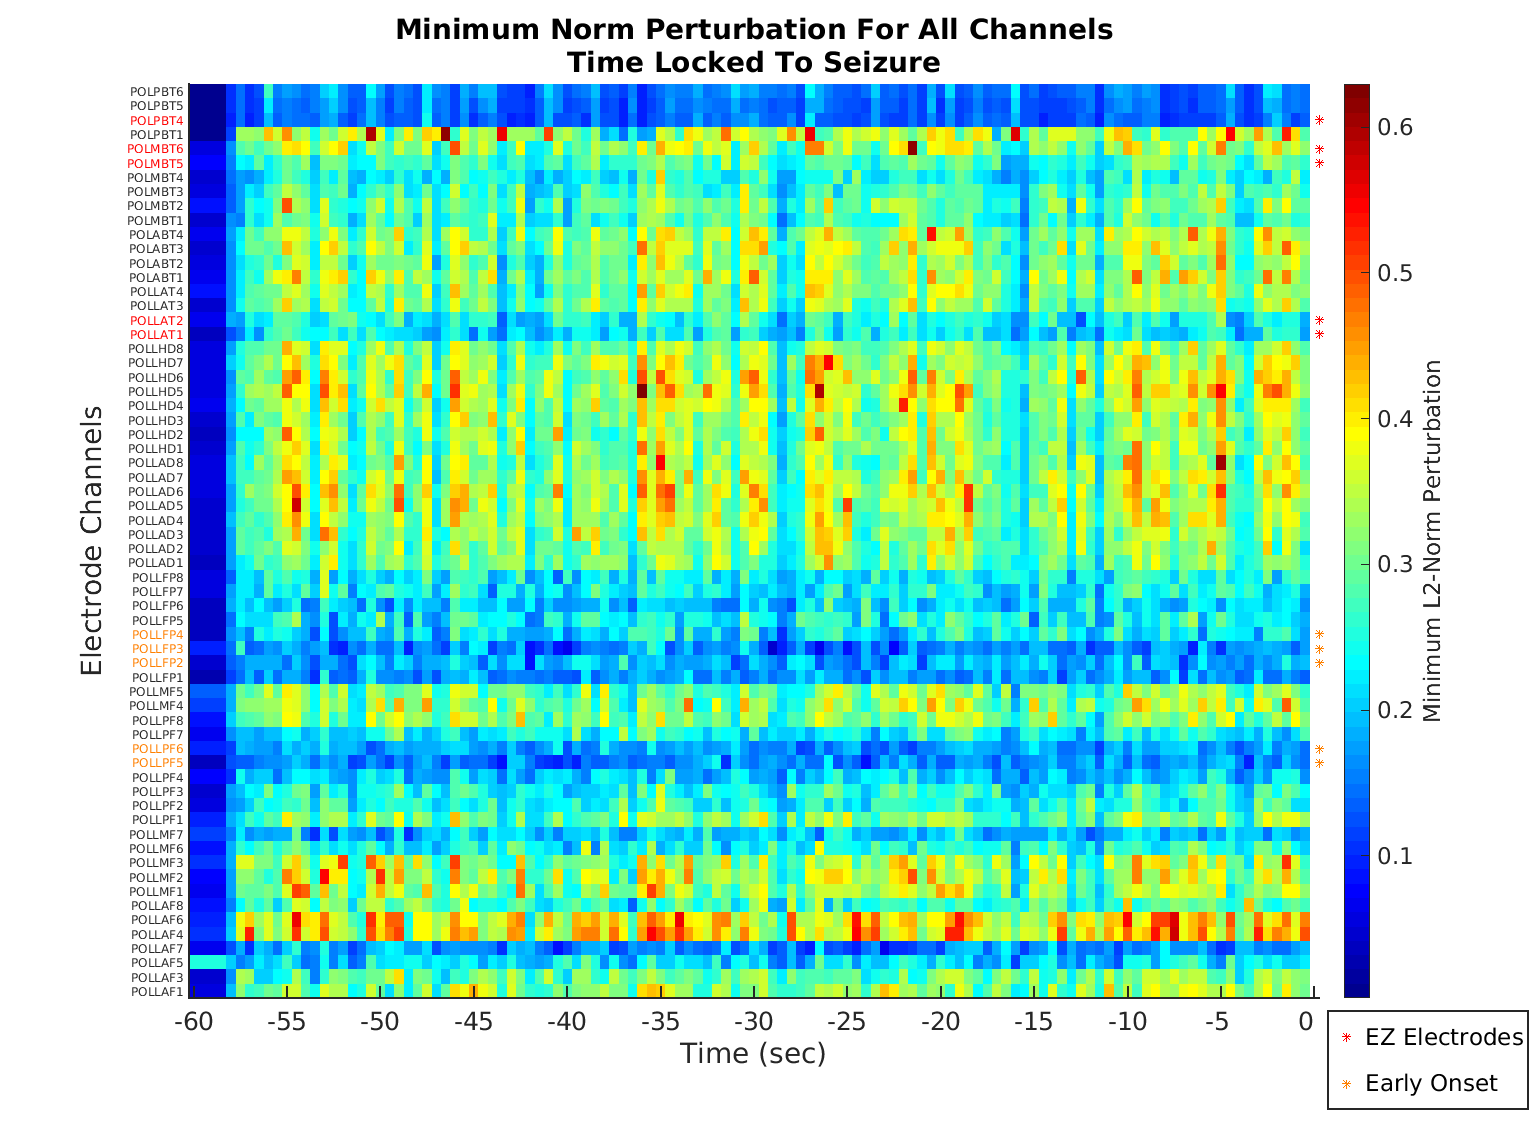 Minimum Norm Perturbation For All Channels
Time Locked To Seizure
Electrode Channels
POLPBT6
POLPBT5
POLPBT4
POLPBT1
POLMBT6
POLMBT5
POLMBT4
POLMBT3
POLMBT2
POLMBT1
POLABT4
POLABT3
POLABT2
POLABT1
POLLAT4
POLLAT3
POLLAT2
POLLAT1
POLLHD8
POLLHD7
POLLHD6
POLLHD5
POLLHD4
POLLHD3
POLLHD2
POLLHD1
POLLAD8
POLLAD7
POLLAD6
POLLAD5
POLLAD4
POLLAD3
POLLAD2
POLLAD1
POLLFP8
POLLFP7
POLLFP6
POLLFP5
POLLFP4
POLLFP3
POLLFP2
POLLFP1
POLLMF5
POLLMF4
POLLPF8
POLLPF7
POLLPF6
POLLPF5
POLLPF4
POLLPF3
POLLPF2
POLLPF1
POLLMF7
POLLMF6
POLLMF3
POLLMF2
POLLMF1
POLLAF8
POLLAF6
POLLAF4
POLLAF7
POLLAF5
POLLAF3
POLLAF1
-60 -55 -50 -45 -40 -35 -30 -25 -20 -15 -10 -5 0
Time (sec)
0.6
0.5
0.4
0.3
0.2
0.1
Minimum L2-Norm Perturbation
EZ Electrodes
Early Onset